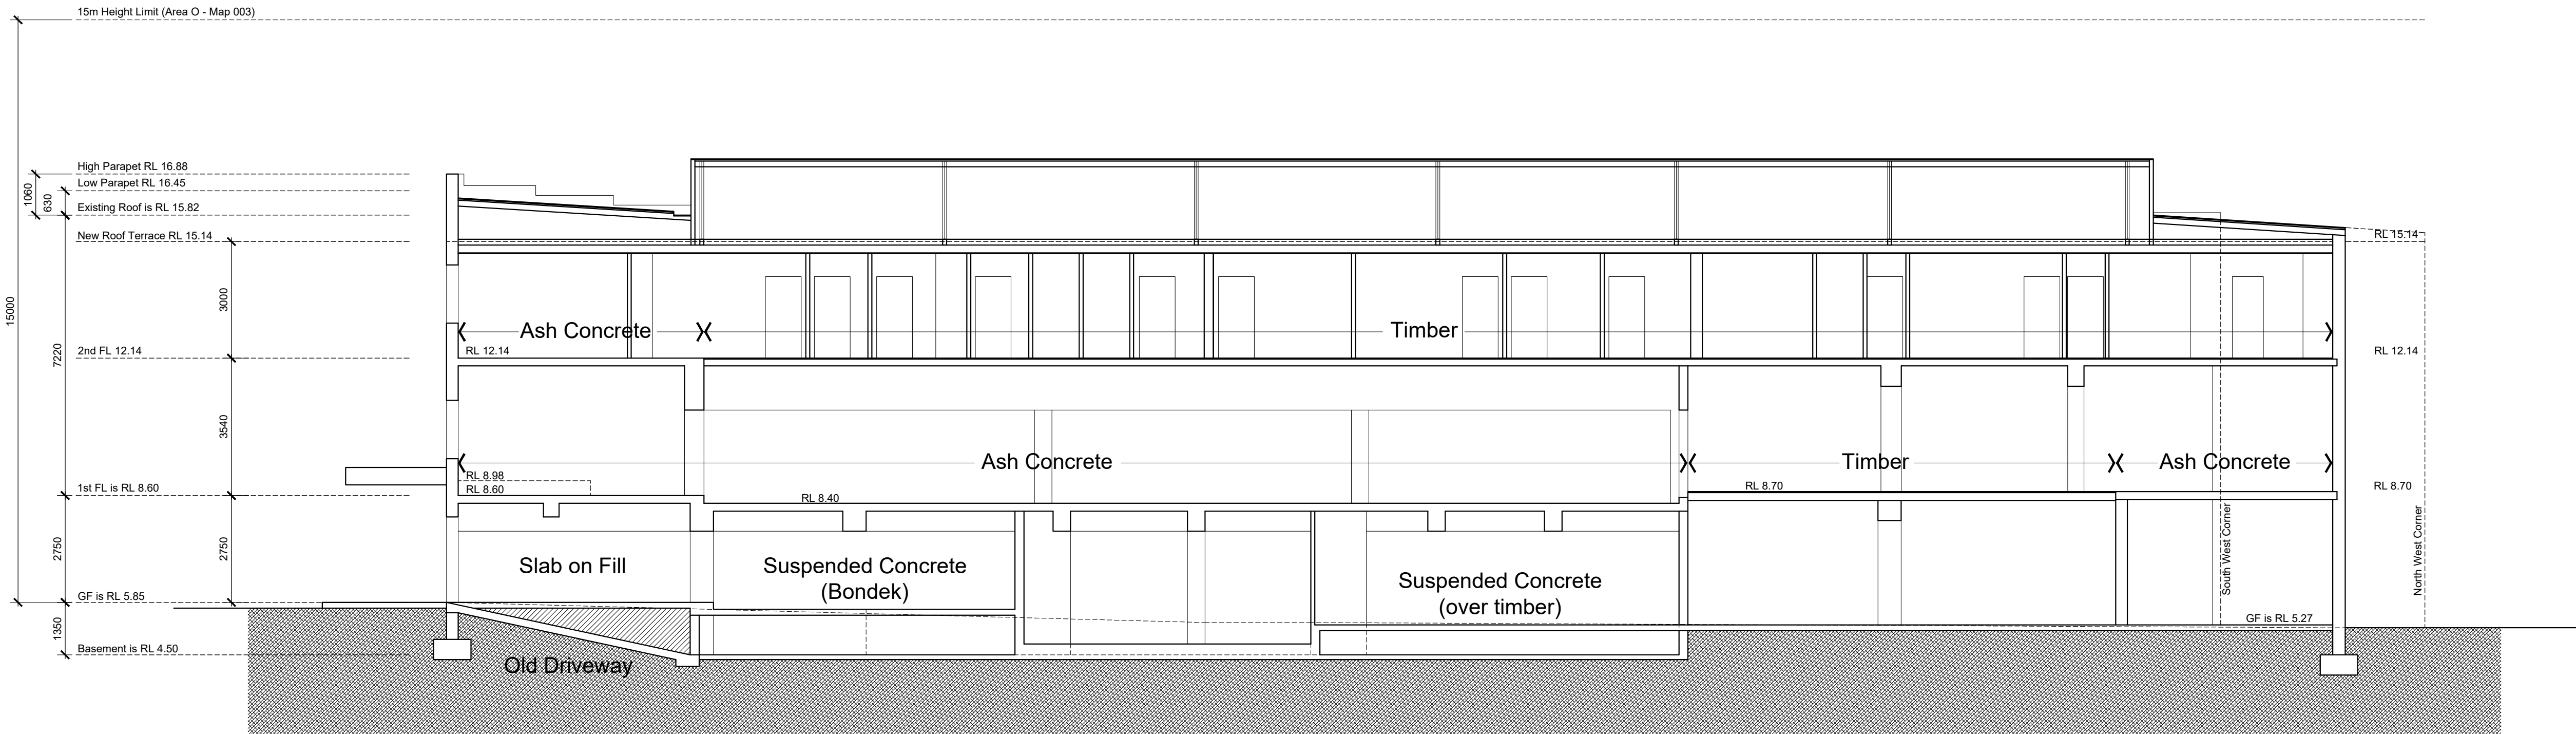 15m Height Limit (Area O - Map 003)
High Parapet RL 16.88
Low Parapet RL 16.45
1060
630
Existing Roof is RL 15.82
New Roof Terrace RL 15.14
RL 15.14
15000
3000
Ash Concrete
Timber
7220
2nd FL 12.14
RL 12.14
RL 12.14
3540
Ash Concrete
Timber
Ash Concrete
RL 8.98
1st FL is RL 8.60
RL 8.60
RL 8.40
RL 8.70
RL 8.70
South West Corner
North West Corner
2750
2750
Slab on Fill
Suspended Concrete
(Bondek)
Suspended Concrete
(over timber)
GF is RL 5.85
GF is RL 5.27
1350
Basement is RL 4.50
Old Driveway